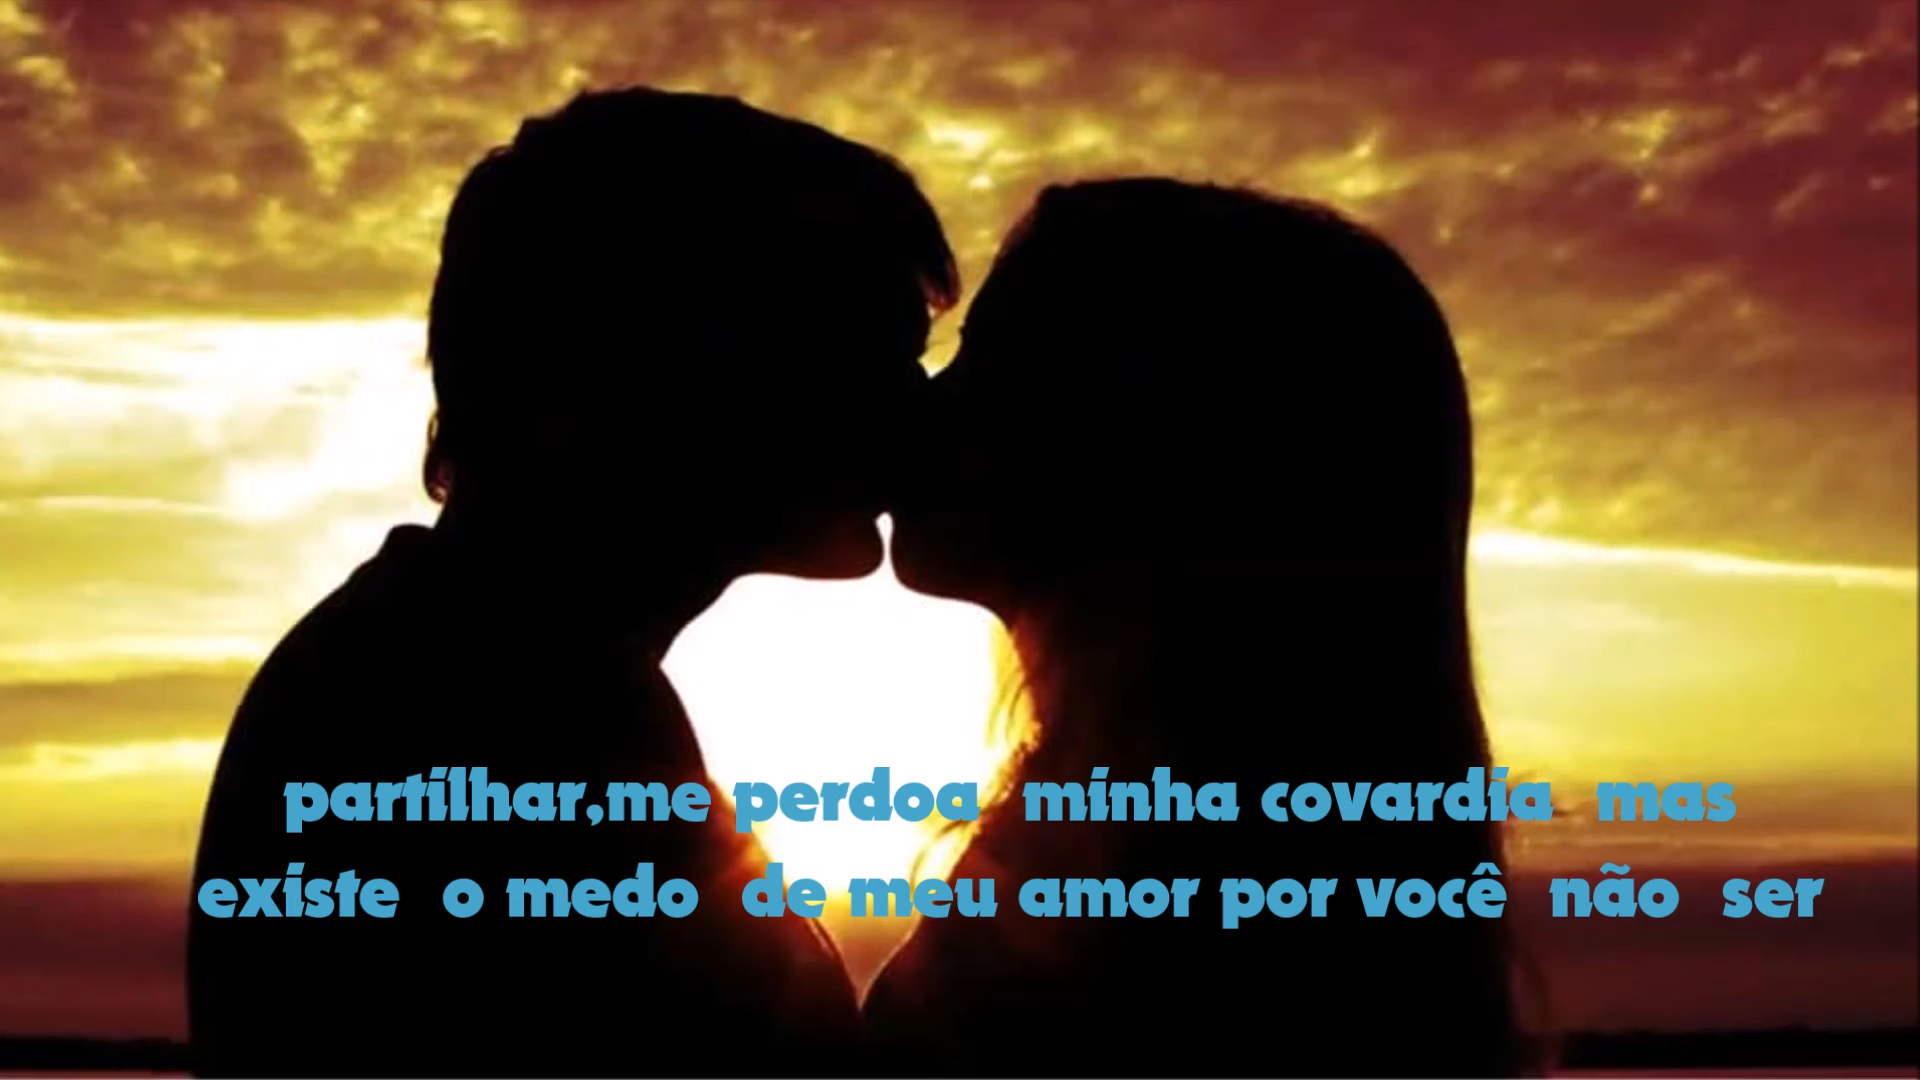 partilhar,me perdoa minha covardia mas
existe o medo de meu amor por você não ser